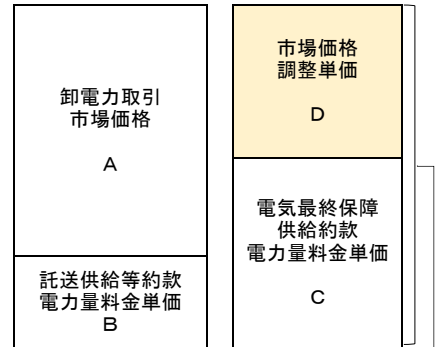 卸電力取引
市場価格
A
託送供給等約款
電力量料金単価
B
市場価格
調整単価
D
電気最終保障
供給約款
電力量料金単価
C